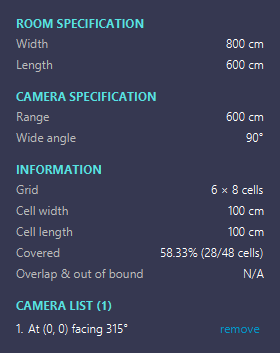 ROOM SPECIFICATION
Width 800 cm
Length 600 cm
CAMERA SPECIFICATION
Range 600 cm
Wide angle 90°
INFORMATION
Grid 6 × 8 cells
Cell width 100 cm
Cell length 100 cm
Covered 58.33% (28/48 cells)
Overlap & out of bound N/A
CAMERA LIST (1)
1. At (0, 0) facing 315° remove